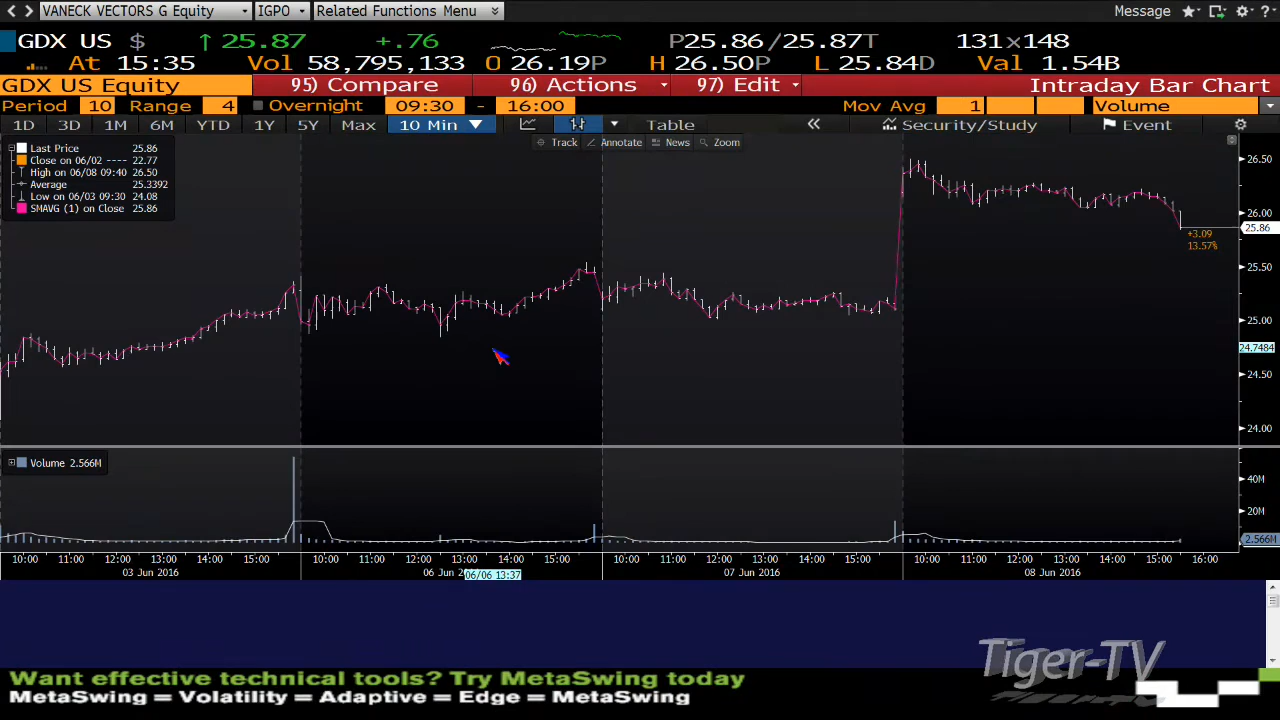 VANECK VECTORS G Equity IGPO Related Functions Menu Message
GDX US $ ↑ 25.87 +.76 P25.86/25.87T 131x148
At 15:35 Vol 58,795,133 O 26.19P H 26.50P L 25.84D Val 1.54B
GDX US Equity 95) Compare 96) Actions 97) Edit Intraday Bar Chart
Period 10 Range 4 Overnight 09:30 - 16:00 Mov Avg 1 Volume
1D 3D 1M 6M YTD 1Y 5Y Max 10 Min Table Security/Study Event
Track Annotate News Zoom
Last Price 25.86
Close on 06/02 ---- 22.77
High on 06/08 09:40 26.50
Average 25.3392
Low on 06/03 09:30 24.08
SMAVG (1) on Close 25.86
26.50
26.00
25.86
+3.09
13.57%
25.50
25.00
24.7484
24.50
24.00
Volume 2.566M
40M
20M
2.566M
10:00 11:00 12:00 13:00 14:00 15:00 10:00 11:00 12:00 13:00 14:00 15:00 10:00 11:00 12:00 13:00 14:00 15:00 10:00 11:00 12:00 13:00 14:00 15:00 16:00
03 Jun 2016 06 Jun 2 06/06 13:37 07 Jun 2016 08 Jun 2016
Tiger-TV
Want effective technical tools? Try MetaSwing today
MetaSwing = Volatility = Adaptive = Edge = MetaSwing